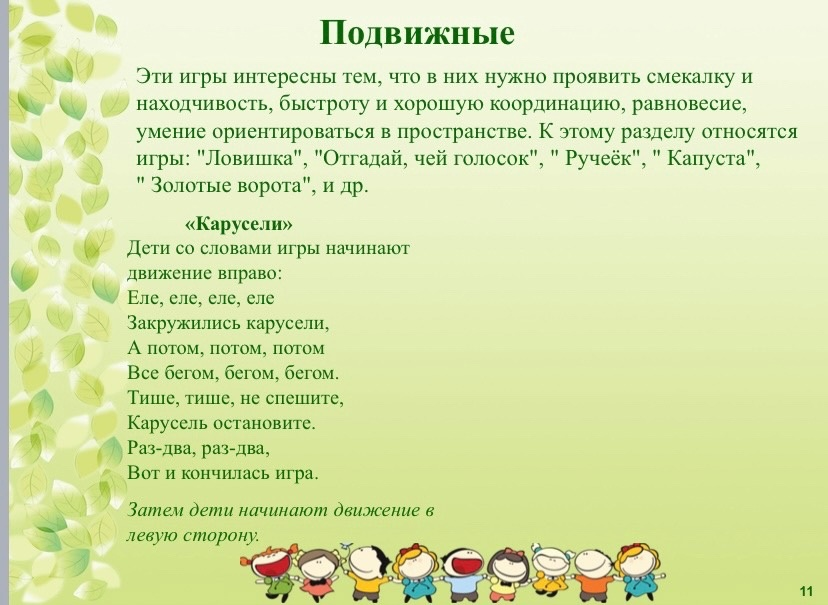 Подвижные
Эти игры интересны тем, что в них нужно проявить смекалку и
находчивость, быстроту и хорошую координацию, равновесие,
умение ориентироваться в пространстве. К этому разделу относятся
игры: "Ловишка", "Отгадай, чей голосок", " Ручеёк", " Капуста",
" Золотые ворота", и др.
«Карусели»
Дети со словами игры начинают
движение вправо:
Еле, еле, еле, еле
Закружились карусели,
А потом, потом, потом
Все бегом, бегом, бегом.
Тише, тише, не спешите,
Карусель остановите.
Раз-два, раз-два,
Вот и кончилась игра.
Затем дети начинают движение в
левую сторону.
11